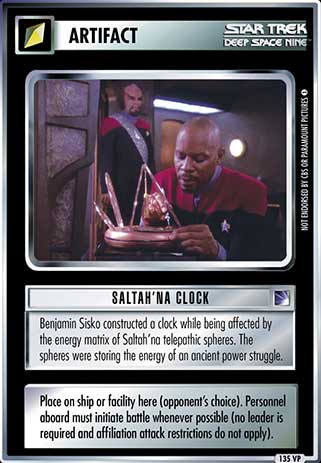 ARTIFACT
STAR TREK
DEEP SPACE NINE
NOT ENDORSED BY CBS OR PARAMOUNT PICTURES
SALTAH'NA CLOCK
Benjamin Sisko constructed a clock while being affected by
the energy matrix of Saltah'na telepathic spheres. The
spheres were storing the energy of an ancient power struggle.
Place on ship or facility here (opponent's choice). Personnel
aboard must initiate battle whenever possible (no leader is
required and affiliation attack restrictions do not apply).
135 VP